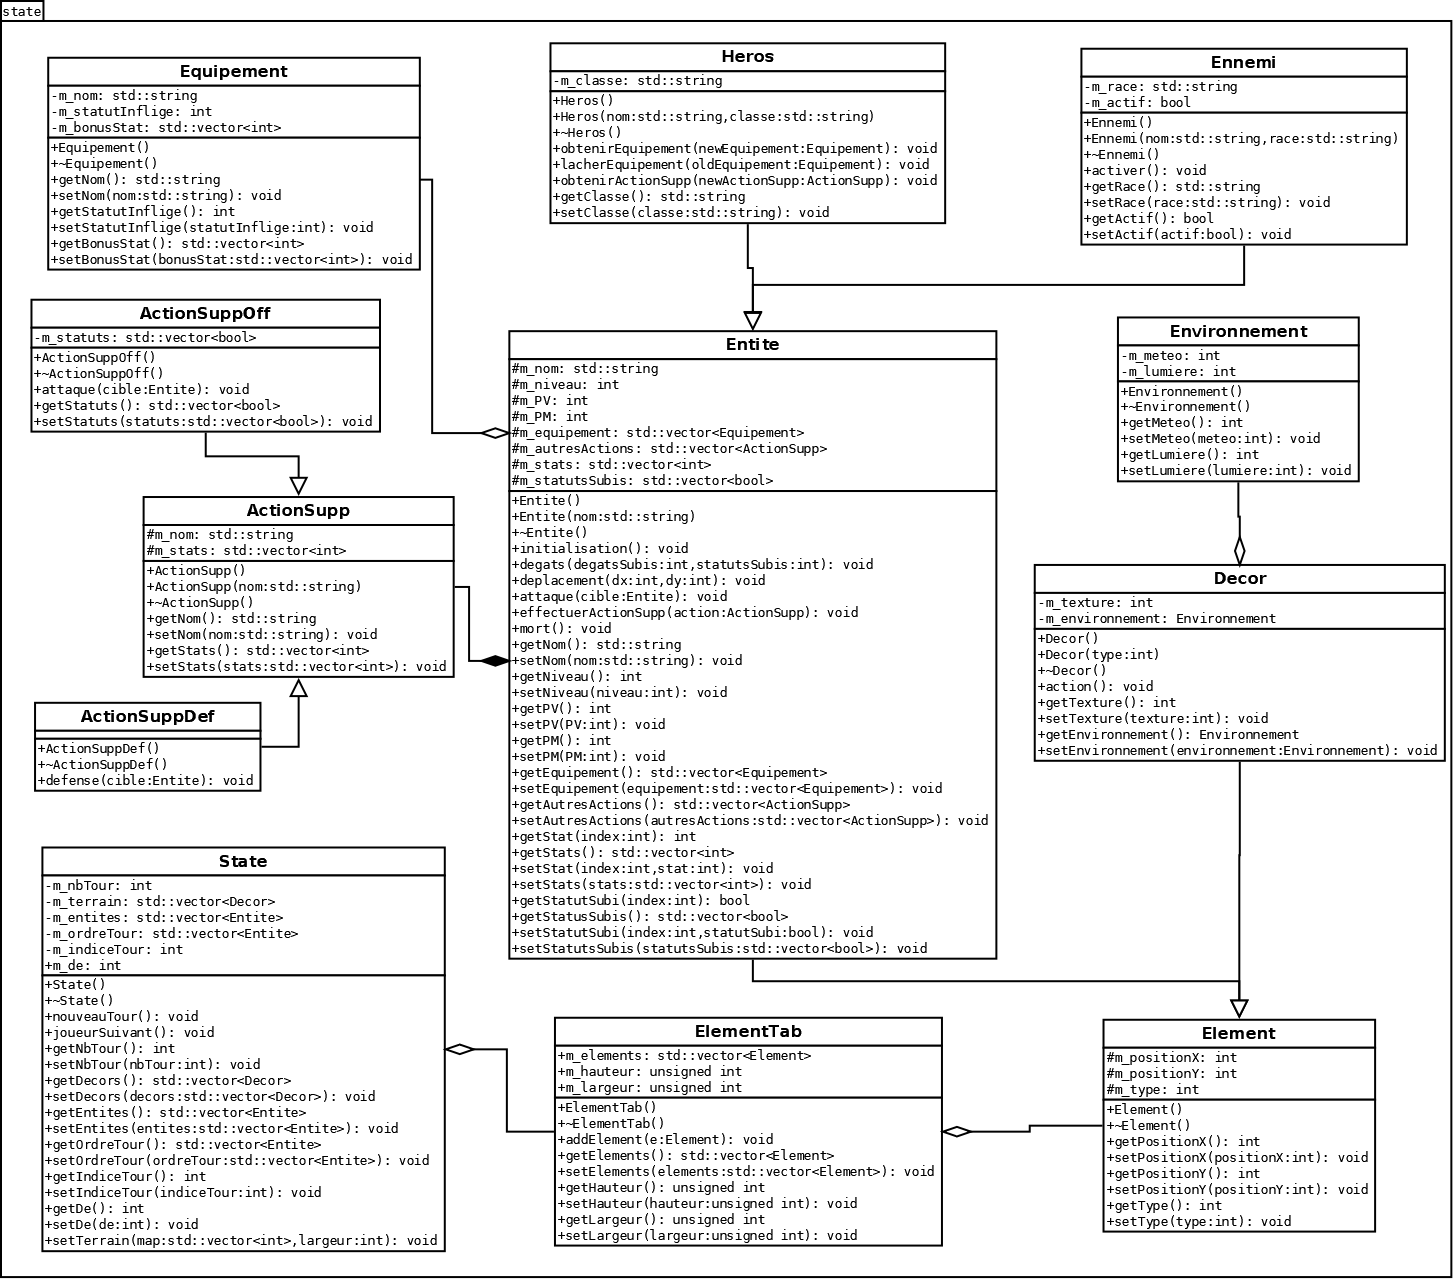 state
Equipement
-m_nom: std::string
-m_statutInflige: int
-m_bonusStat: std::vector<int>
+Equipement()
+~Equipement()
+getNom(): std::string
+setNom(nom:std::string): void
+getStatutInflige(): int
+setStatutInflige(statutInflige:int): void
+getBonusStat(): std::vector<int>
+setBonusStat(bonusStat:std::vector<int>): void
Heros
-m_classe: std::string
+Heros()
+Heros(nom:std::string,classe:std::string)
+~Heros()
+obtenirEquipement(newEquipement:Equipement): void
+lacherEquipement(oldEquipement:Equipement): void
+obtenirActionSupp(newActionSupp:ActionSupp): void
+getClasse(): std::string
+setClasse(classe:std::string): void
Ennemi
-m_race: std::string
-m_actif: bool
+Ennemi()
+Ennemi(nom:std::string,race:std::string)
+~Ennemi()
+activer(): void
+getRace(): std::string
+setRace(race:std::string): void
+getActif(): bool
+setActif(actif:bool): void
ActionSuppOff
-m_statuts: std::vector<bool>
+ActionSuppOff()
+~ActionSuppOff()
+attaque(cible:Entite): void
+getStatuts(): std::vector<bool>
+setStatuts(statuts:std::vector<bool>): void
ActionSupp
#m_nom: std::string
#m_stats: std::vector<int>
+ActionSupp()
+ActionSupp(nom:std::string)
+~ActionSupp()
+getNom(): std::string
+setNom(nom:std::string): void
+getStats(): std::vector<int>
+setStats(stats:std::vector<int>): void
ActionSuppDef
+ActionSuppDef()
+~ActionSuppDef()
+defense(cible:Entite): void
Entite
#m_nom: std::string
#m_niveau: int
#m_PV: int
#m_PM: int
#m_equipement: std::vector<Equipement>
#m_autresActions: std::vector<ActionSupp>
#m_stats: std::vector<int>
#m_statutsSubis: std::vector<bool>
+Entite()
+Entite(nom:std::string)
+~Entite()
+initialisation(): void
+degats(degatsSubis:int,statutsSubis:int): void
+deplacement(dx:int,dy:int): void
+attaque(cible:Entite): void
+effectuerActionSupp(action:ActionSupp): void
+mort(): void
+getNom(): std::string
+setNom(nom:std::string): void
+getNiveau(): int
+setNiveau(niveau:int): void
+getPV(): int
+setPV(PV:int): void
+getPM(): int
+setPM(PM:int): void
+getEquipement(): std::vector<Equipement>
+setEquipement(equipement:std::vector<Equipement>): void
+getAutresActions(): std::vector<ActionSupp>
+setAutresActions(autresActions:std::vector<ActionSupp>): void
+getStat(index:int): int
+getStats(): std::vector<int>
+setStat(index:int,stat:int): void
+setStats(stats:std::vector<int>): void
+getStatutSubi(index:int): bool
+getStatusSubis(): std::vector<bool>
+setStatutSubi(index:int,statutSubi:bool): void
+setStatutsSubis(statutsSubis:std::vector<bool>): void
Environnement
-m_meteo: int
-m_lumiere: int
+Environnement()
+~Environnement()
+getMeteo(): int
+setMeteo(meteo:int): void
+getLumiere(): int
+setLumiere(lumiere:int): void
Decor
-m_texture: int
-m_environnement: Environnement
+Decor()
+Decor(type:int)
+~Decor()
+action(): void
+getTexture(): int
+setTexture(texture:int): void
+getEnvironnement(): Environnement
+setEnvironnement(environnement:Environnement): void
State
-m_nbTour: int
-m_terrain: std::vector<Decor>
-m_entites: std::vector<Entite>
-m_ordreTour: std::vector<Entite>
-m_indiceTour: int
+m_de: int
+State()
+~State()
+nouveauTour(): void
+joueurSuivant(): void
+getNbTour(): int
+setNbTour(nbTour:int): void
+getDecors(): std::vector<Decor>
+setDecors(decors:std::vector<Decor>): void
+getEntites(): std::vector<Entite>
+setEntites(entites:std::vector<Entite>): void
+getOrdreTour(): std::vector<Entite>
+setOrdreTour(ordreTour:std::vector<Entite>): void
+getIndiceTour(): int
+setIndiceTour(indiceTour:int): void
+getDe(): int
+setDe(de:int): void
+setTerrain(map:std::vector<int>,largeur:int): void
ElementTab
+m_elements: std::vector<Element>
+m_hauteur: unsigned int
+m_largeur: unsigned int
+ElementTab()
+~ElementTab()
+addElement(e:Element): void
+getElements(): std::vector<Element>
+setElements(elements:std::vector<Element>): void
+getHauteur(): unsigned int
+setHauteur(hauteur:unsigned int): void
+getLargeur(): unsigned int
+setLargeur(largeur:unsigned int): void
Element
#m_positionX: int
#m_positionY: int
#m_type: int
+Element()
+~Element()
+getPositionX(): int
+setPositionX(positionX:int): void
+getPositionY(): int
+setPositionY(positionY:int): void
+getType(): int
+setType(type:int): void